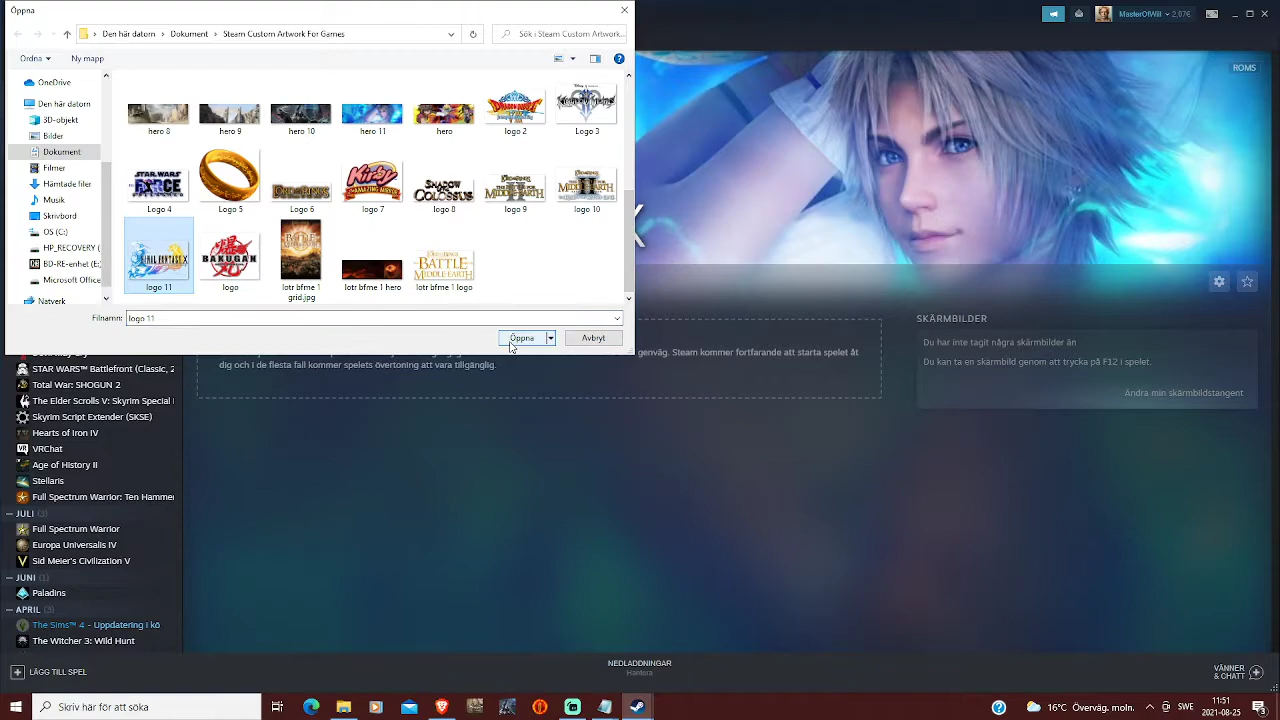 Öppna
Den här datorn > Dokument > Steam Custom Artwork For Games
Sök i Steam Custom Artwork...
Ordna
Ny mapp
OneDrive
Den här datorn
3D-objekt
Bilder
Dokument
Filmer
Hämtade filer
Musik
Skrivbord
OS (C:)
HP_RECOVERY (
HP-RE-enhet (E:
Microsoft Office
Nätverk
hero 8
hero 9
hero 10
hero 11
hero
logo 2
Logo 3
Logo 4
Logo 5
Logo 6
logo 7
logo 8
logo 9
logo 10
logo 11
logo
lotr bfme 1 grid.jpg
lotr bfme 1 hero
lotr bfme 1 logo
Filnamn:
logo 11
Öppna
Avbryt
MasterOfWill
2,07€
ROMS
X
SKÄRMBILDER
Du har inte tagit några skärmbilder än
Du kan ta en skärmbild genom att trycka på F12 i spelet.
Ändra min skärmbildstangent
genväg. Steam kommer fortfarande att starta spelet åt
dig och i de flesta fall kommer spelets övertoning att vara tillgänglig.
Total War: SHOGUN 2
The Elder Scrolls V: Skyrim Special I
Skyrim Script Extender (SKSE)
Hearts of Iron IV
VRChat
Age of History II
Stellaris
Full Spectrum Warrior: Ten Hammers
JULI (3)
Full Spectrum Warrior
Europa Universalis IV
Sid Meier's Civilization V
JUNI (1)
Paladins
APRIL (3)
The Sims™ 4 - Uppdatering i kö
theHunter: Call of the Wild
LÄGG TILL SPEL
NEDLADDNINGAR
Hantera
VÄNNER
& CHATT
Skriv här för att söka
16°C Överväg. moln.
SWE
11:51
2021-08-25